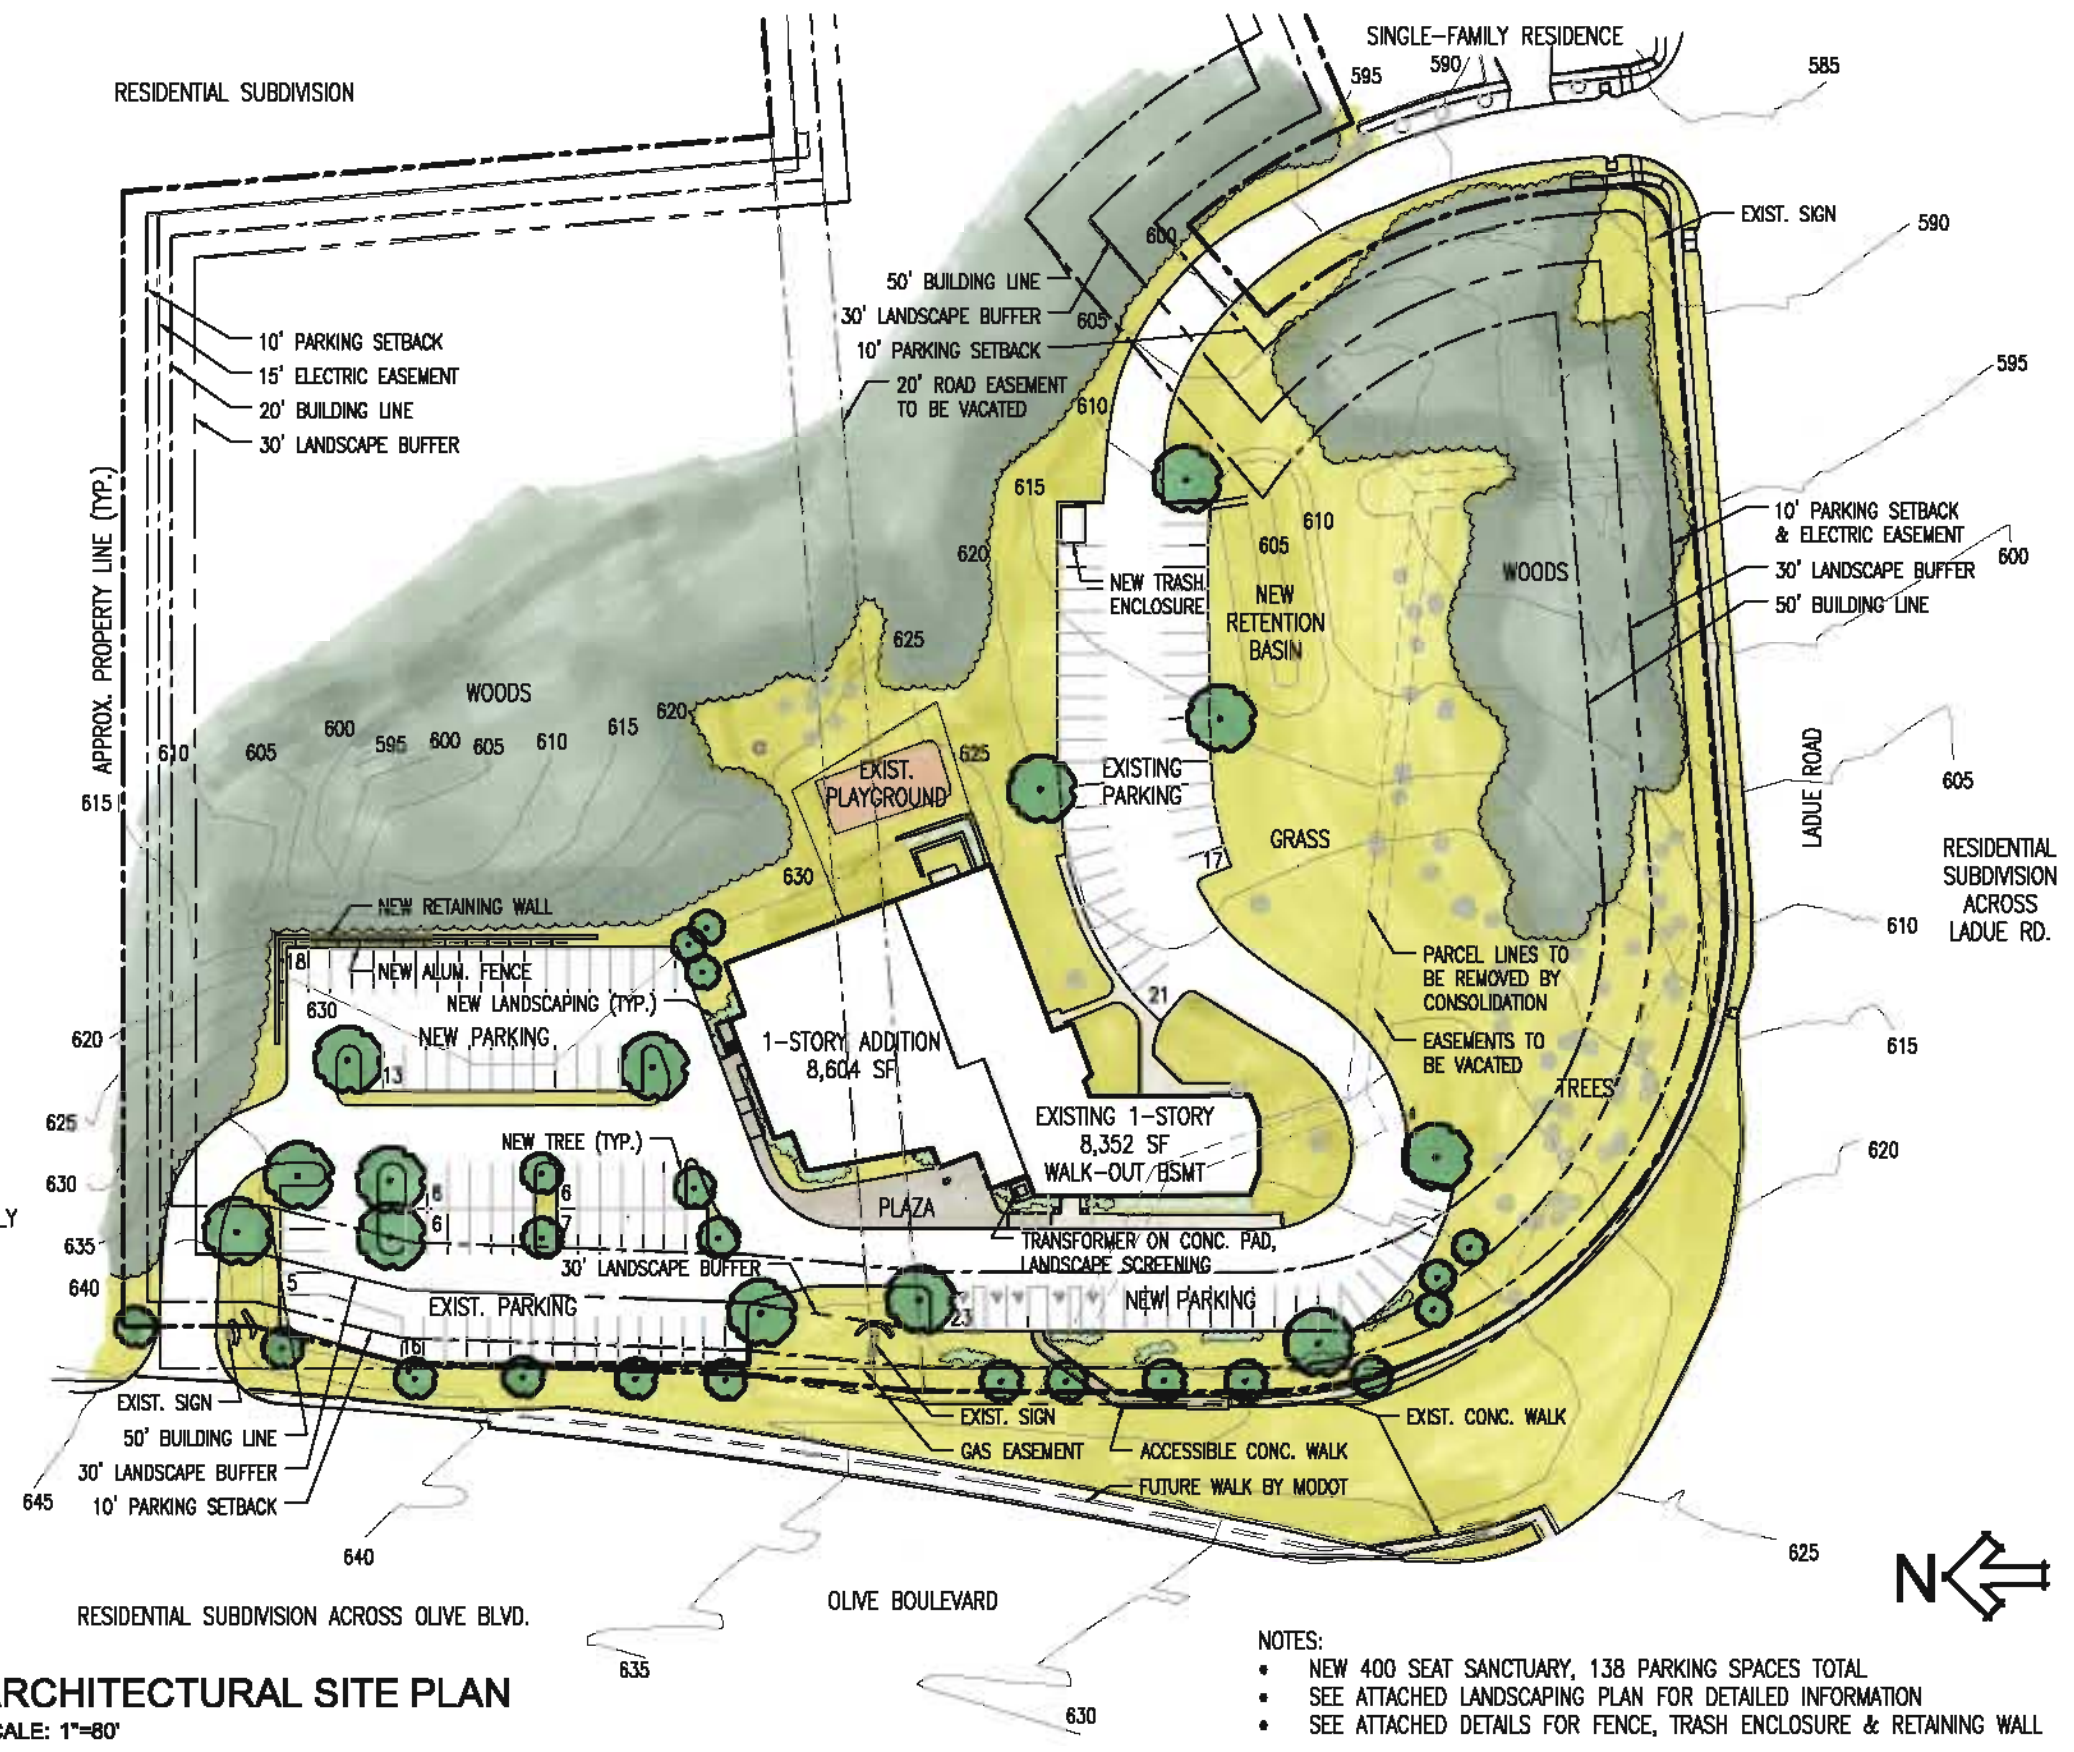 SINGLE-FAMILY RESIDENCE
595
590
585
RESIDENTIAL SUBDIVISION
EXIST. SIGN
590
600
50' BUILDING LINE
30' LANDSCAPE BUFFER
605
10' PARKING SETBACK
20' ROAD EASEMENT
TO BE VACATED
610
10' PARKING SETBACK
15' ELECTRIC EASEMENT
20' BUILDING LINE
30' LANDSCAPE BUFFER
595
APPROX. PROPERTY LINE (TYP.)
615
610
605
620
10' PARKING SETBACK
& ELECTRIC EASEMENT
600
30' LANDSCAPE BUFFER
50' BUILDING LINE
NEW TRASH
ENCLOSURE
NEW
RETENTION
BASIN
WOODS
625
WOODS
620
610
605
600
595
600
605
610
615
615
EXIST.
PLAYGROUND
625
EXISTING
PARKING
LADUE ROAD
605
GRASS
17
630
RESIDENTIAL
SUBDIVISION
ACROSS
LADUE RD.
610
NEW RETAINING WALL
18
NEW ALUM. FENCE
NEW LANDSCAPING (TYP.)
630
NEW PARKING
13
PARCEL LINES TO
BE REMOVED BY
CONSOLIDATION
21
EASEMENTS TO
BE VACATED
615
620
1-STORY ADDITION
8,604 SF
TREES
625
EXISTING 1-STORY
8,352 SF
WALK-OUT/BSMT
NEW TREE (TYP.)
620
630
8
6
6
7
PLAZA
LY
635
TRANSFORMER ON CONC. PAD,
LANDSCAPE SCREENING
30' LANDSCAPE BUFFER
640
5
EXIST. PARKING
23
NEW PARKING
16
EXIST. SIGN
50' BUILDING LINE
30' LANDSCAPE BUFFER
10' PARKING SETBACK
645
EXIST. SIGN
GAS EASEMENT
ACCESSIBLE CONC. WALK
FUTURE WALK BY MODOT
EXIST. CONC. WALK
640
625
N
OLIVE BOULEVARD
RESIDENTIAL SUBDIVISION ACROSS OLIVE BLVD.
635
630
NOTES:
• NEW 400 SEAT SANCTUARY, 138 PARKING SPACES TOTAL
• SEE ATTACHED LANDSCAPING PLAN FOR DETAILED INFORMATION
• SEE ATTACHED DETAILS FOR FENCE, TRASH ENCLOSURE & RETAINING WALL
ARCHITECTURAL SITE PLAN
CALE: 1"=80'